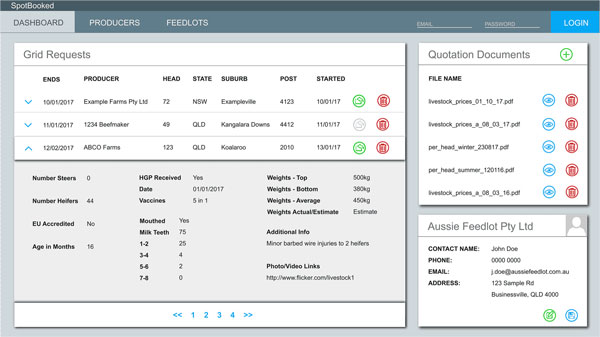 SpotBooked
DASHBOARD PRODUCERS FEEDLOTS EMAIL PASSWORD LOGIN
Grid Requests
ENDS PRODUCER HEAD STATE SUBURB POST STARTED
10/01/2017 Example Farms Pty Ltd 72 NSW Exampleville 4123 10/01/17
11/01/2017 1234 Beefmaker 49 QLD Kangalara Downs 4412 11/01/17
12/02/2017 ABCO Farms 123 QLD Koalaroo 2010 13/01/17
Number Steers 0
Number Heifers 44
EU Accredited No
Age in Months 16
HGP Received Yes
Date 01/01/2017
Vaccines 5 in 1
Mouthed Yes
Milk Teeth 75
1-2 25
3-4 4
5-6 2
7-8 0
Weights - Top 500kg
Weights - Bottom 380kg
Weights - Average 450kg
Weights Actual/Estimate Estimate
Additional Info
Minor barbed wire injuries to 2 heifers
Photo/Video Links
http://www.flicker.com/livestock1
<< 1 2 3 4 >>
Quotation Documents
FILE NAME
livestock_prices_01_10_17.pdf
livestock_prices_a_08_03_17.pdf
per_head_winter_230817.pdf
per_head_summer_120116.pdf
livestock_prices_a_08_03_16.pdf
Aussie Feedlot Pty Ltd
CONTACT NAME: John Doe
PHONE: 0000 0000
EMAIL: j.doe@aussiefeedlot.com.au
ADDRESS: 123 Sample Rd
Businessville, QLD 4000